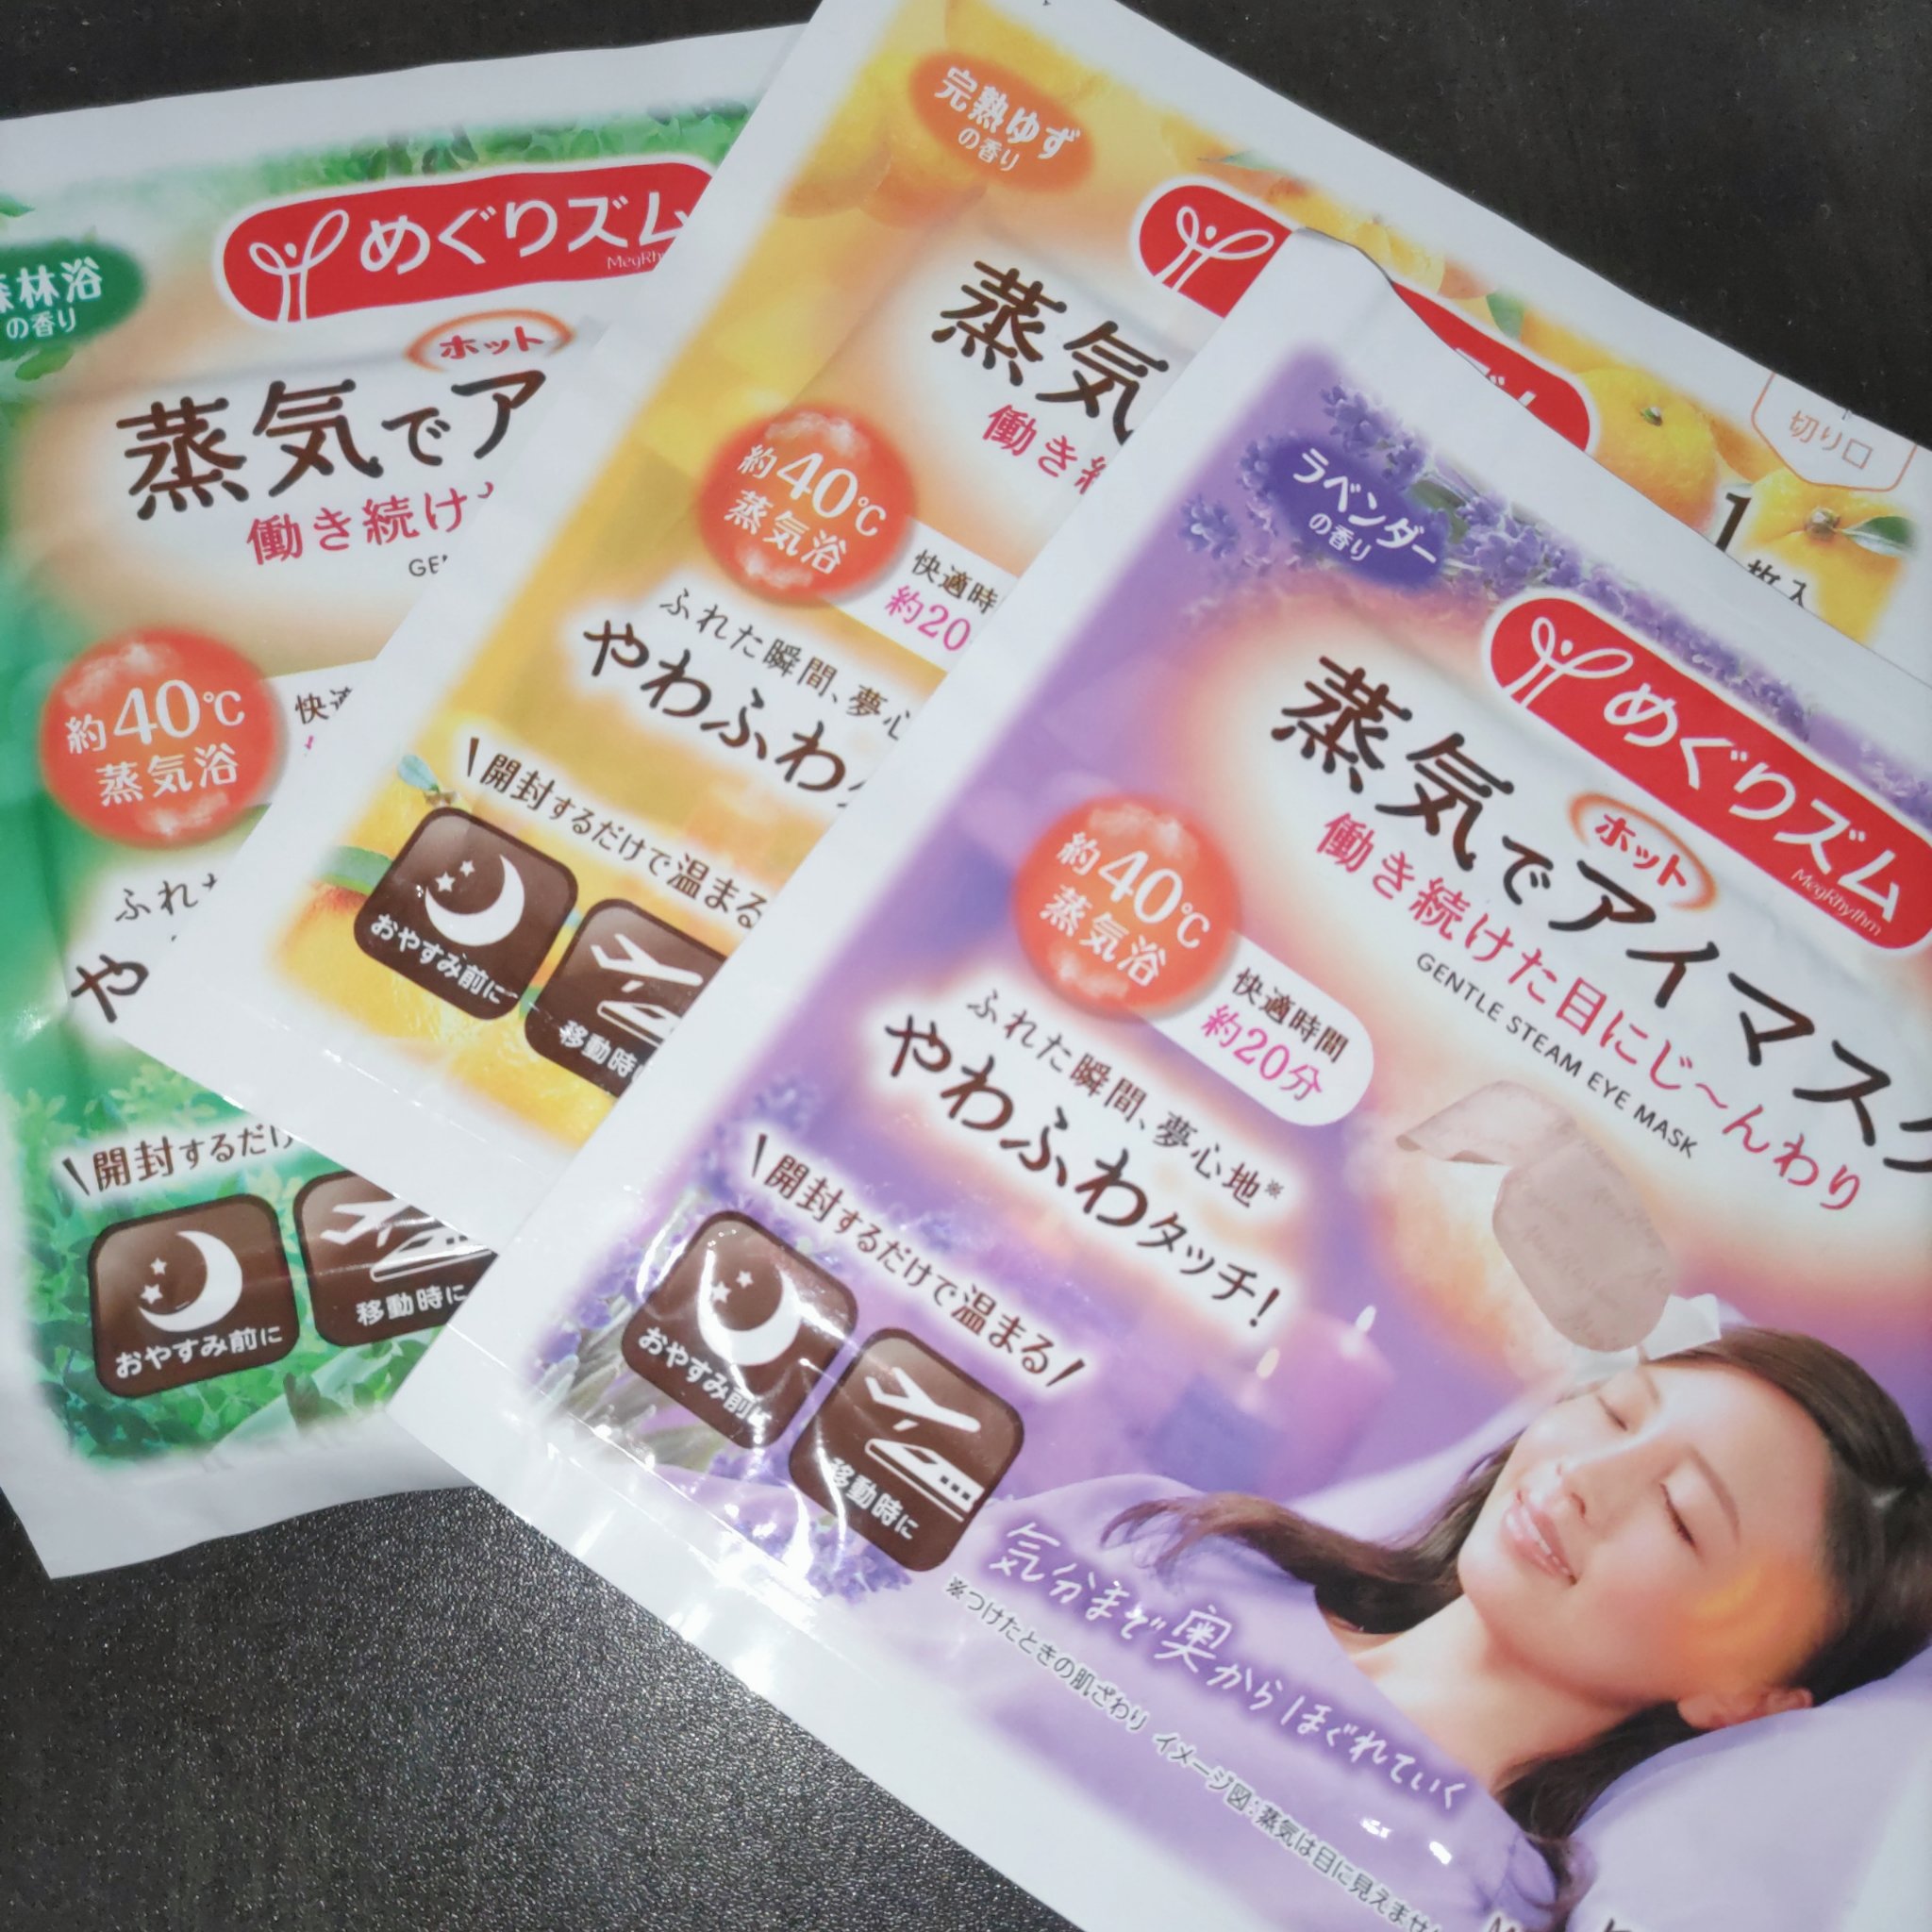 森林浴
の香り
めぐりズム
ホット
蒸気でア
働き続け
約40℃
蒸気浴
ふれ
や
開封するだけ
おやすみ前に
移動時に
完熟ゆず
の香り
蒸気
働き
約40℃
蒸気浴
快適時
約20
ふれた瞬間、夢心
やわふわ
\開封するだけで温まる
おやすみ前に
移動時
切り口
1
枚入
ラベンダー
の香り
めぐりズム
MegRhythm
ホット
蒸気でアイマスク
働き続けた目にじ〜んわり
GENTLE STEAM EYE MASK
約40℃
蒸気浴
快適時間
約20分
ふれた瞬間、夢心地※
やわふわタッチ!
\開封するだけで温まる/
おやすみ前に
移動時に
気分まで奥からほぐれていく
※つけたときの肌ざわり イメージ図:蒸気は目に見えません